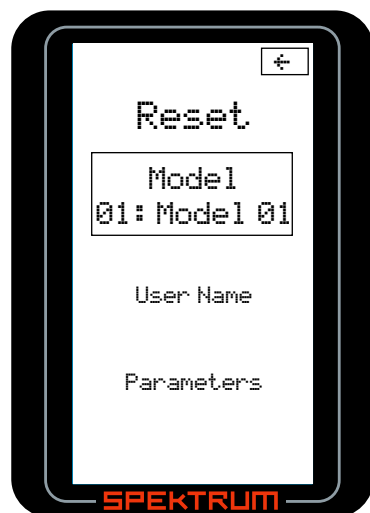 ←
Reset
Model
01: Model 01
User Name
Parameters
SPEKTRUM